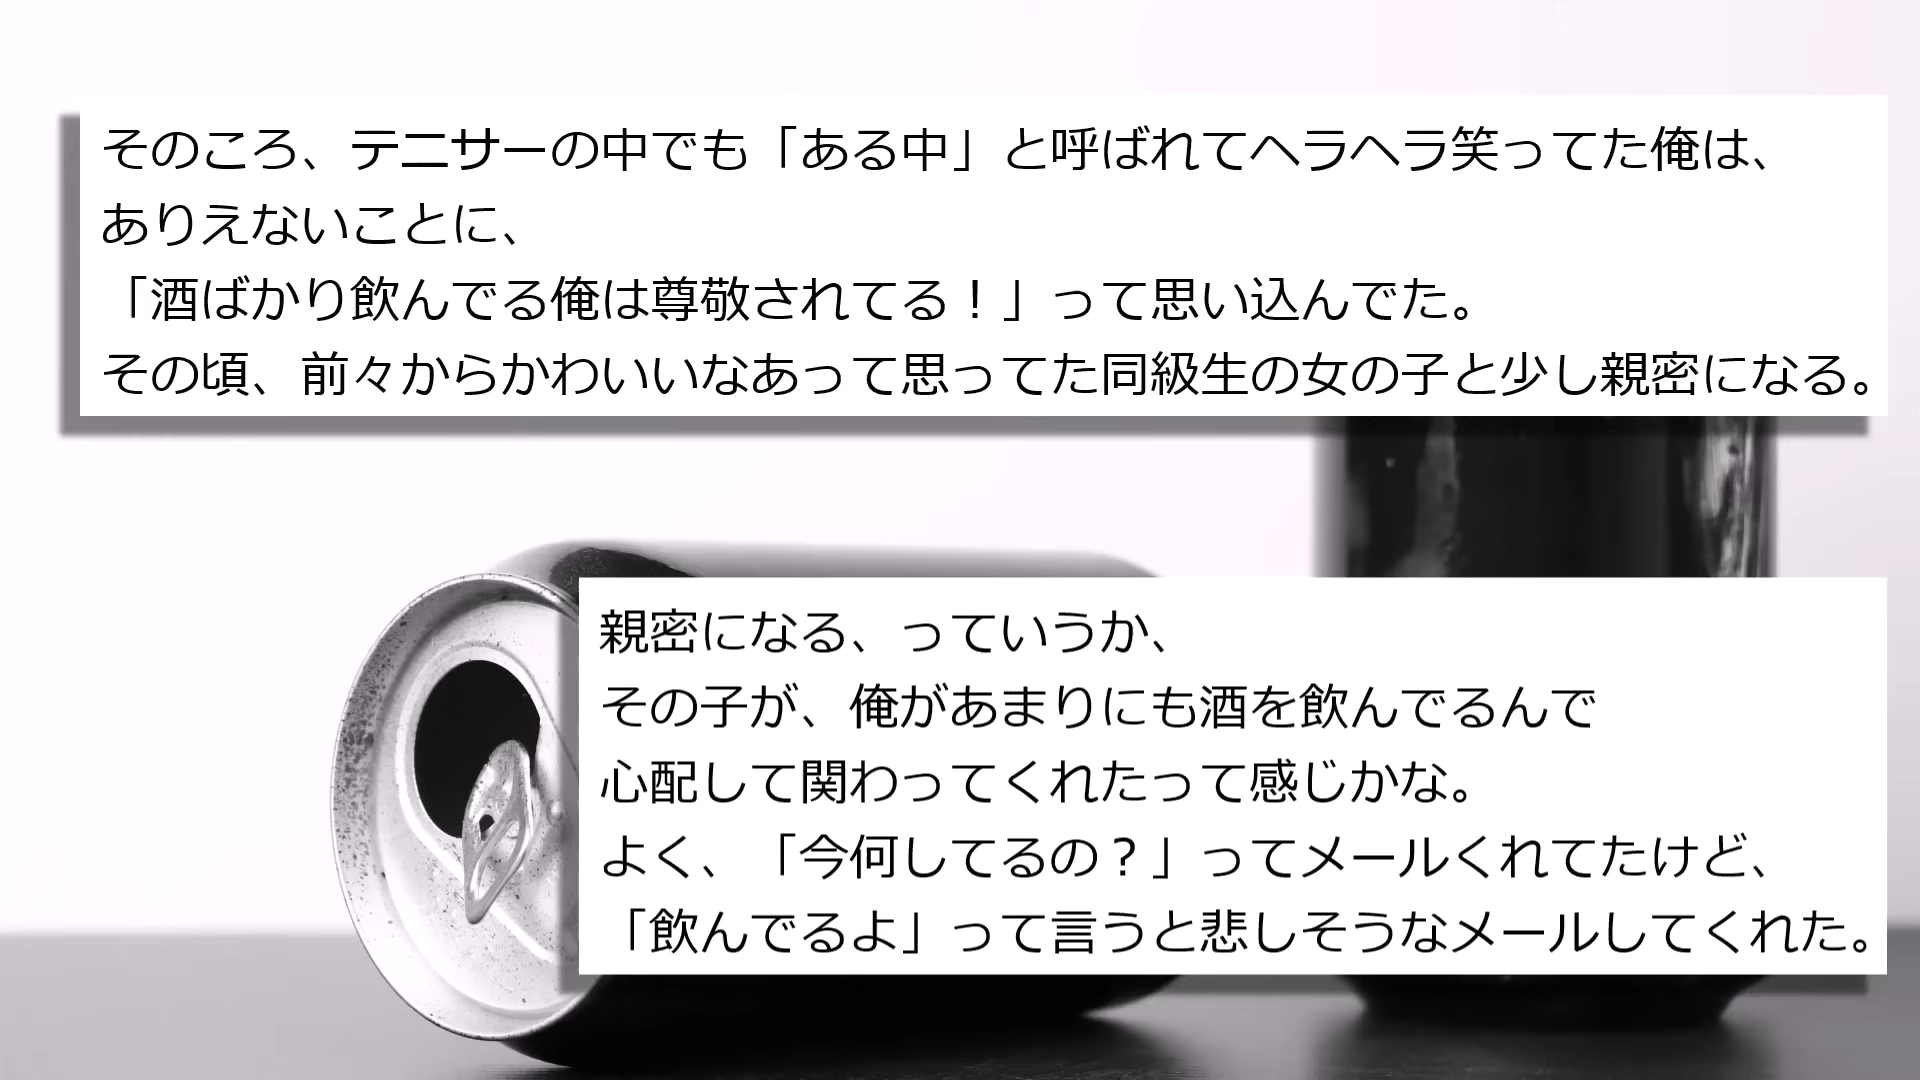 そのころ、テニサーの中でも「ある中」と呼ばれてヘラヘラ笑ってた俺は、
ありえないことに、
「酒ばかり飲んでる俺は尊敬されてる！」って思い込んでた。
その頃、前々からかわいいなあって思ってた同級生の女の子と少し親密になる。
親密になる、っていうか、
その子が、俺があまりにも酒を飲んでるんで
心配して関わってくれたって感じかな。
よく、「今何してるの？」ってメールくれてたけど、
「飲んでるよ」って言うと悲しそうなメールしてくれた。